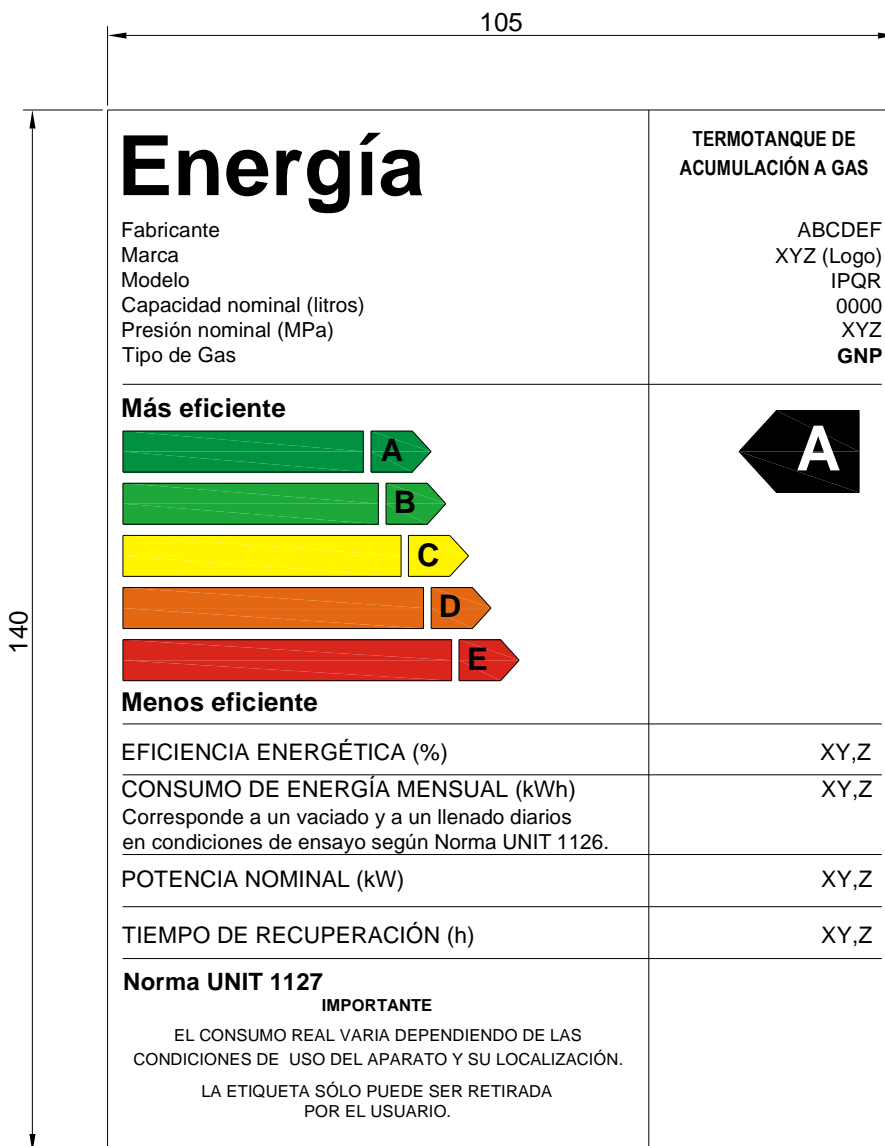 105
140
Energía
TERMOTANQUE DE
ACUMULACIÓN A GAS
Fabricante ABCDEF
Marca XYZ (Logo)
Modelo IPQR
Capacidad nominal (litros) 0000
Presión nominal (MPa) XYZ
Tipo de Gas GNP
Más eficiente
A A
B
C
D
E
Menos eficiente
EFICIENCIA ENERGÉTICA (%) XY,Z
CONSUMO DE ENERGÍA MENSUAL (kWh) XY,Z
Corresponde a un vaciado y a un llenado diarios
en condiciones de ensayo según Norma UNIT 1126.
POTENCIA NOMINAL (kW) XY,Z
TIEMPO DE RECUPERACIÓN (h) XY,Z
Norma UNIT 1127
IMPORTANTE
EL CONSUMO REAL VARIA DEPENDIENDO DE LAS
CONDICIONES DE USO DEL APARATO Y SU LOCALIZACIÓN.
LA ETIQUETA SÓLO PUEDE SER RETIRADA
POR EL USUARIO.